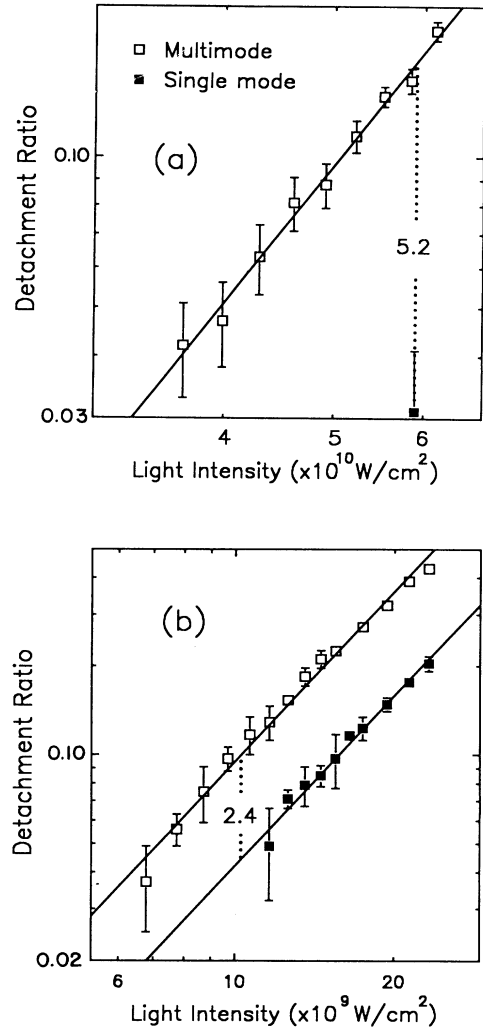 Multimode
Single mode
(a)
0.10
5.2
0.03
4 5 6
Detachment Ratio
Light Intensity (x10¹⁰W/cm²)
(b)
0.10
2.4
0.02
6 10 20
Detachment Ratio
Light Intensity (x10⁹W/cm²)